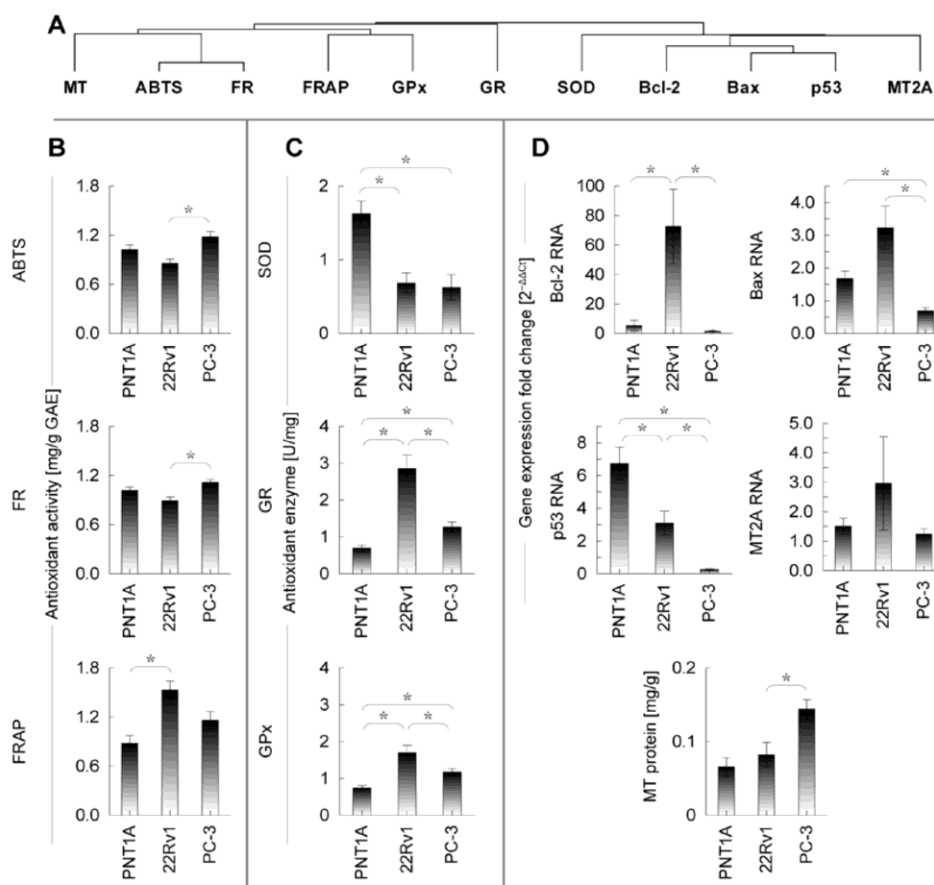 A
MT ABTS FR FRAP GPx GR SOD Bcl-2 Bax p53 MT2A
B
Antioxidant activity [mg/g GAE]
ABTS
1.8
1.2
0.6
0.0
*
PNT1A 22Rv1 PC-3
FR
1.8
1.2
0.6
0.0
*
PNT1A 22Rv1 PC-3
FRAP
1.8
1.2
0.6
0.0
*
PNT1A 22Rv1 PC-3
C
Antioxidant enzyme [U/mg]
SOD
2
1
0
*
*
PNT1A 22Rv1 PC-3
GR
4
3
2
1
0
*
* *
PNT1A 22Rv1 PC-3
GPx
4
3
2
1
0
*
* *
PNT1A 22Rv1 PC-3
D
Gene expression fold change [2⁻ΔΔCt]
Bcl-2 RNA
100
80
60
40
20
0
* *
PNT1A 22Rv1 PC-3
Bax RNA
4.0
3.0
2.0
1.0
0.0
*
*
PNT1A 22Rv1 PC-3
p53 RNA
8
6
4
2
0
*
* *
PNT1A 22Rv1 PC-3
MT2A RNA
5.0
4.0
3.0
2.0
1.0
0.0
PNT1A 22Rv1 PC-3
MT protein [mg/g]
0.2
0.1
0
*
PNT1A 22Rv1 PC-3